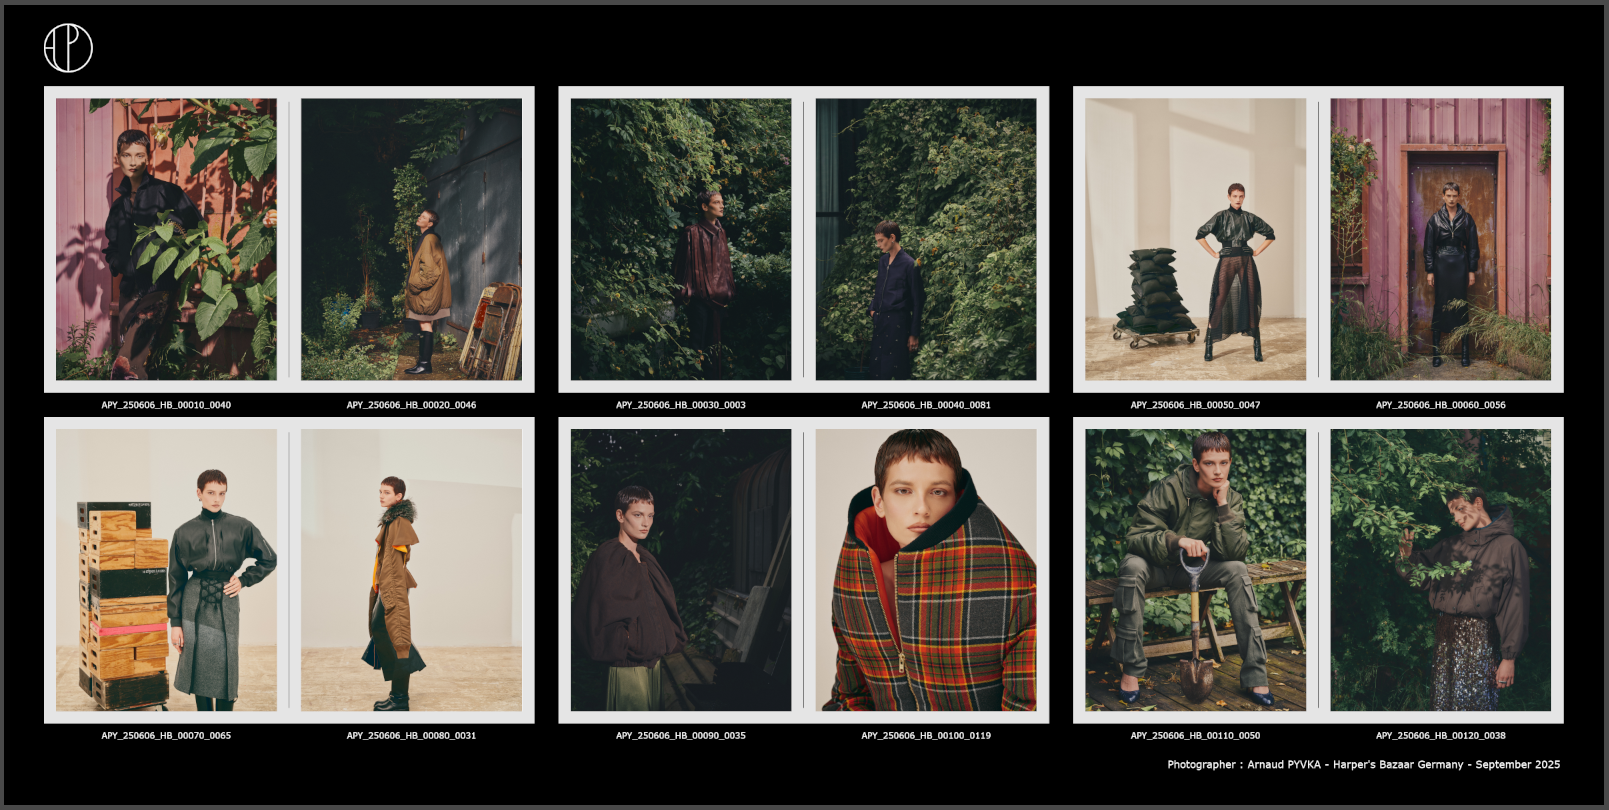 APY_250606_HB_00010_0040
APY_250606_HB_00020_0046
APY_250606_HB_00030_0003
APY_250606_HB_00040_0081
APY_250606_HB_00050_0047
APY_250606_HB_00060_0056
APY_250606_HB_00070_0065
APY_250606_HB_00080_0031
APY_250606_HB_00090_0035
APY_250606_HB_00100_0119
APY_250606_HB_00110_0050
APY_250606_HB_00120_0038
Photographer : Arnaud PYVKA - Harper's Bazaar Germany - September 2025